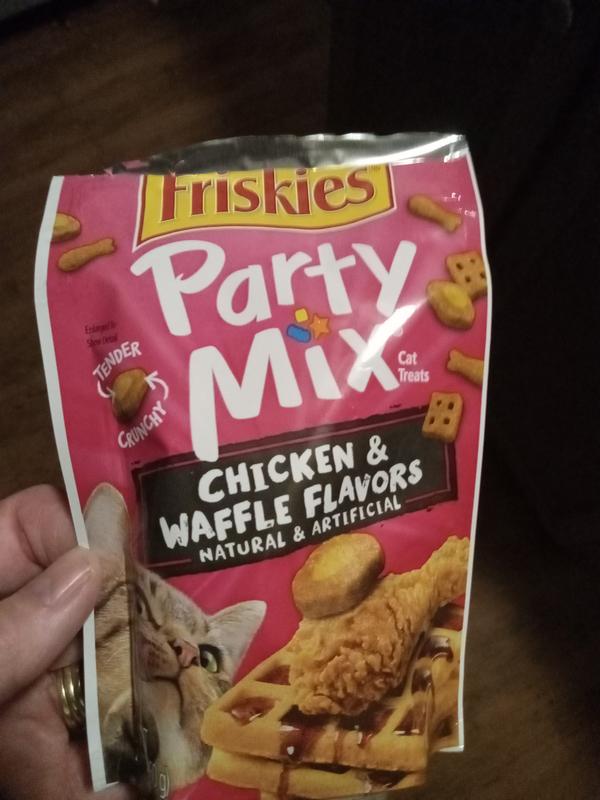 Friskies
Party
Mix
Cat
Treats
Enlarged to
Show Detail
TENDER
CRUNCHY
CHICKEN &
WAFFLE FLAVORS
NATURAL & ARTIFICIAL